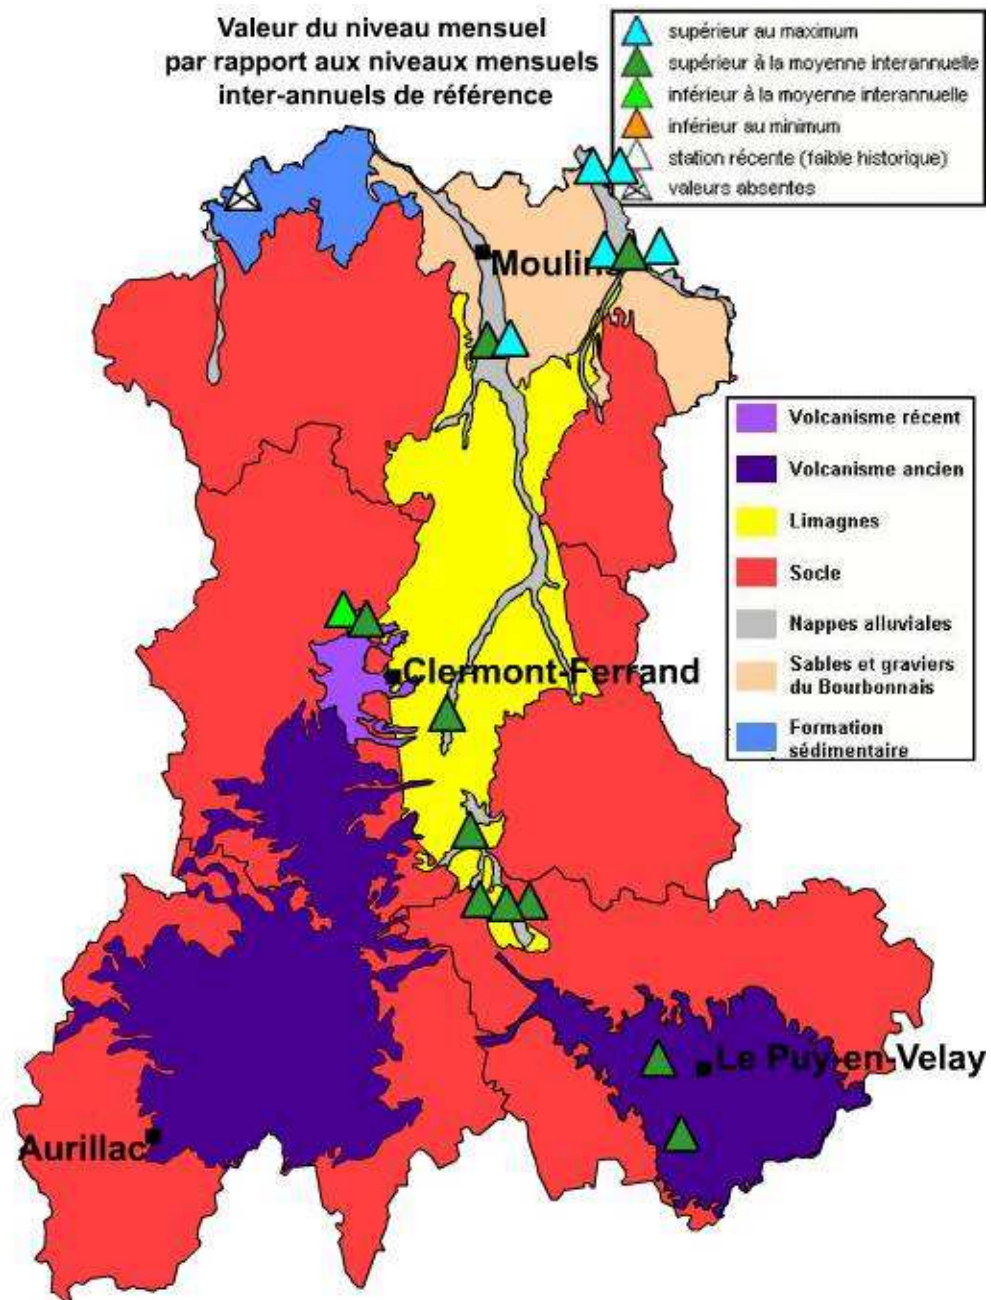 Valeur du niveau mensuel
par rapport aux niveaux mensuels
inter-annuels de référence
supérieur au maximum
supérieur à la moyenne interannuelle
inférieur à la moyenne interannuelle
inférieur au minimum
station récente (faible historique)
valeurs absentes
Moulins
Volcanisme récent
Volcanisme ancien
Limagnes
Socle
Nappes alluviales
Sables et graviers
du Bourbonnais
Formation
sédimentaire
Clermont-Ferrand
Le Puy-en-Velay
Aurillac